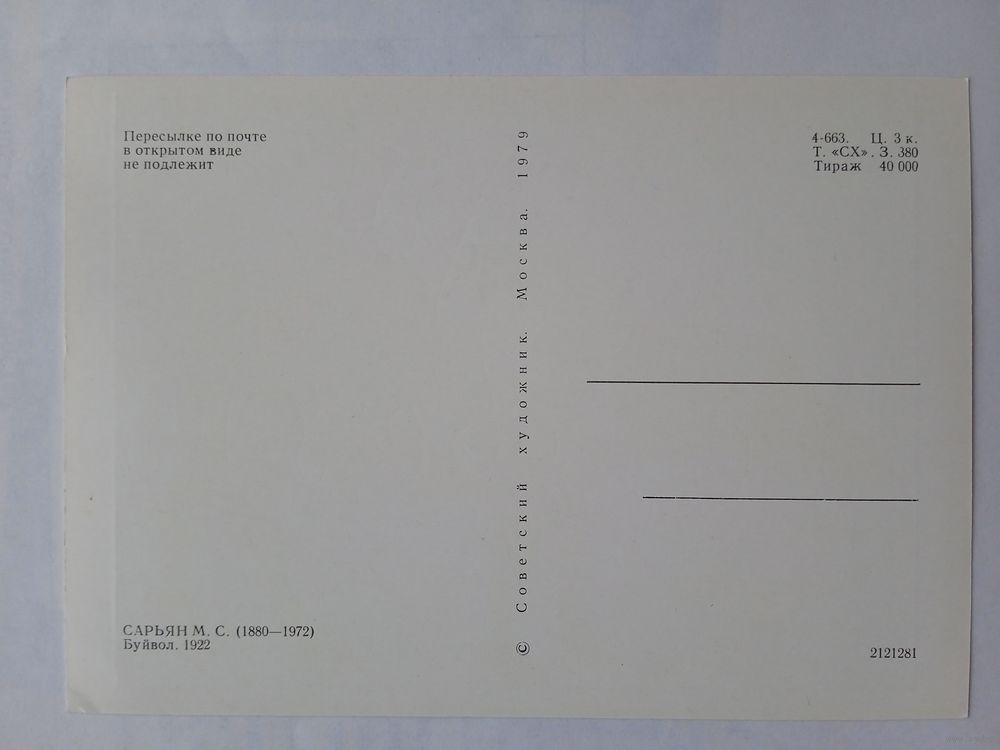 Пересылке по почте
в открытом виде
не подлежит
4-663. Ц. 3 к.
Т. «СХ». З. 380
Тираж 40 000
© Советский художник. Москва. 1979
САРЬЯН М. С. (1880—1972)
Буйвол. 1922
2121281